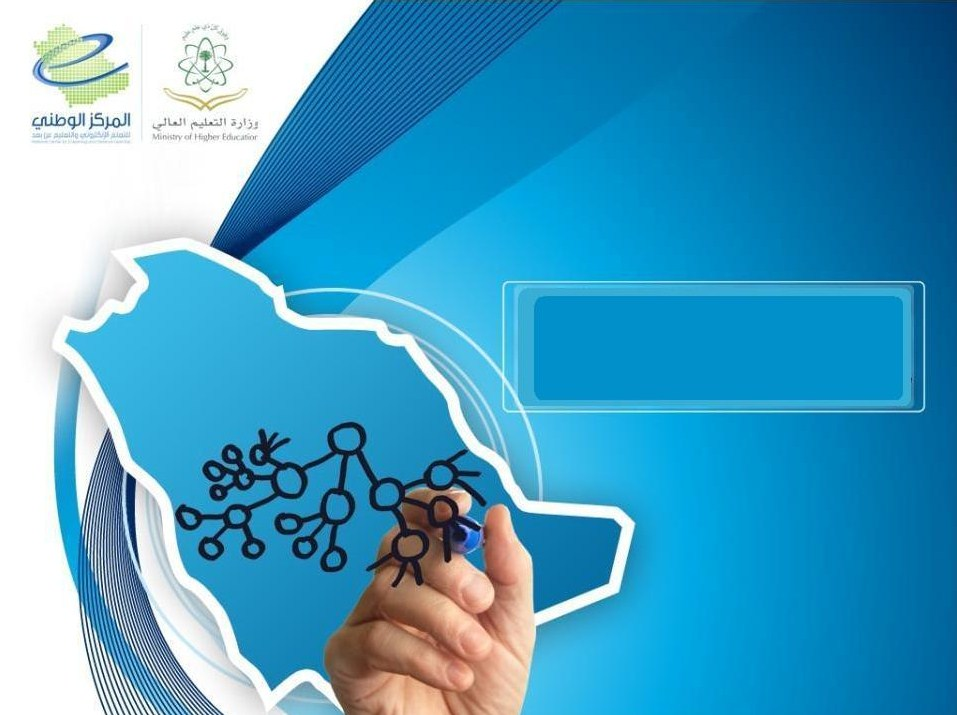 المركز الوطني
للتعلم الإلكتروني والتعليم عن بعد
وزارة التعليم العالي
Ministry of Higher Education